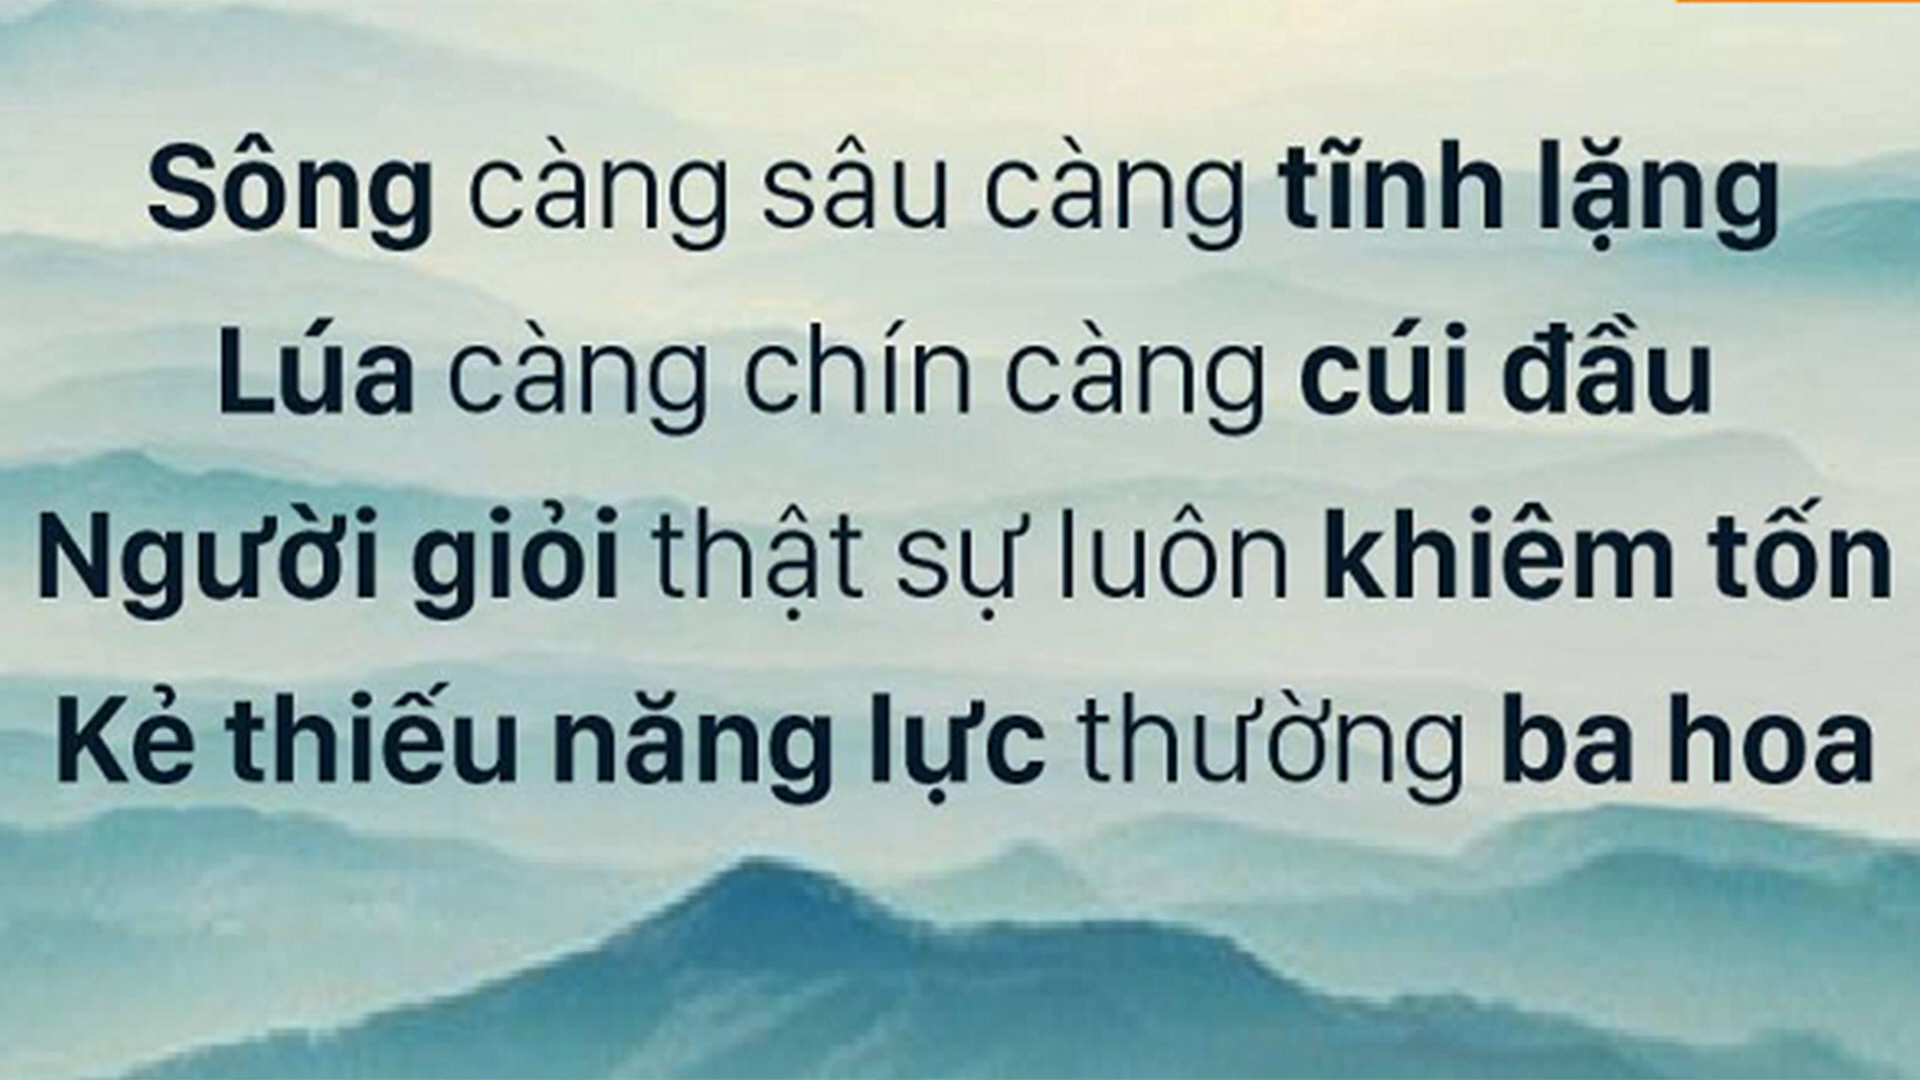 Sông càng sâu càng tĩnh lặng
Lúa càng chín càng cúi đầu
Người giỏi thật sự luôn khiêm tốn
Kẻ thiếu năng lực thường ba hoa